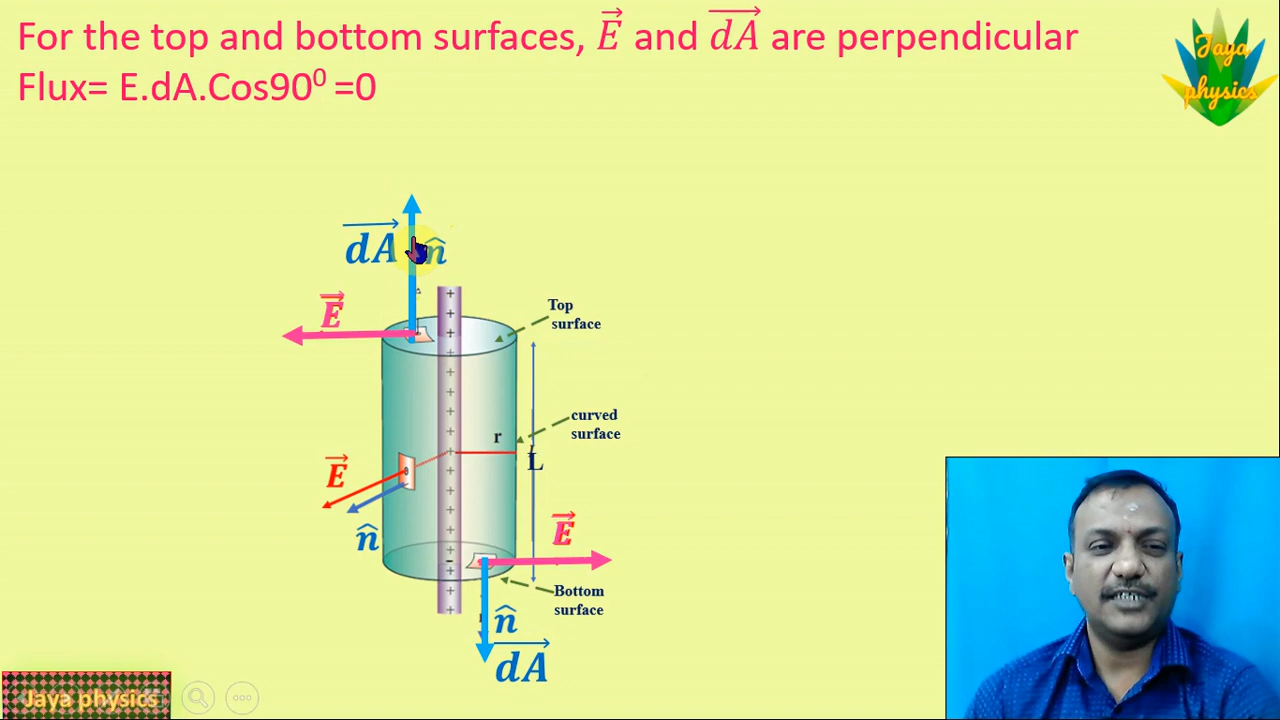 For the top and bottom surfaces, E⃗ and dA⃗ are perpendicular
Flux= E.dA.Cos90⁰ =0
Jaya
physics
dA⃗
n̂
E⃗
Top
surface
curved
surface
r
L
E⃗
n̂
E⃗
Bottom
surface
n̂
dA⃗
+ + + + + + + + + + + + + + + + +
Jaya physics